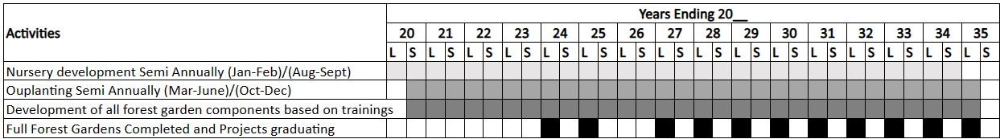 Years Ending 20__
Activities
20 21 22 23 24 25 26 27 28 29 30 31 32 33 34 35
L S L S L S L S L S L S L S L S L S L S L S L S L S L S L S L S
Nursery development Semi Annually (Jan-Feb)/(Aug-Sept)
Ouplanting Semi Annually (Mar-June)/(Oct-Dec)
Development of all forest garden components based on trainings
Full Forest Gardens Completed and Projects graduating